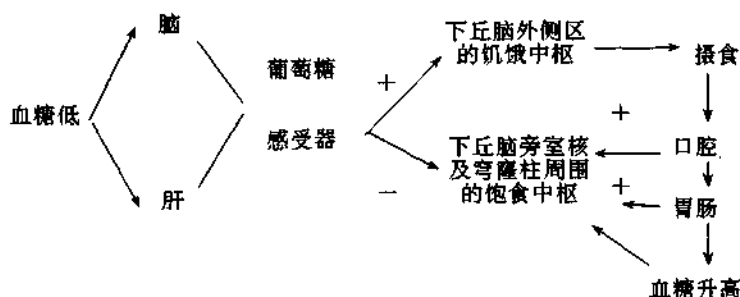 脑
肝
血糖低
葡萄糖
感受器
+
−
下丘脑外侧区
的饥饿中枢
下丘脑旁室核
及穹窿柱周围
的饱食中枢
摄食
+
口腔
+
胃肠
血糖升高